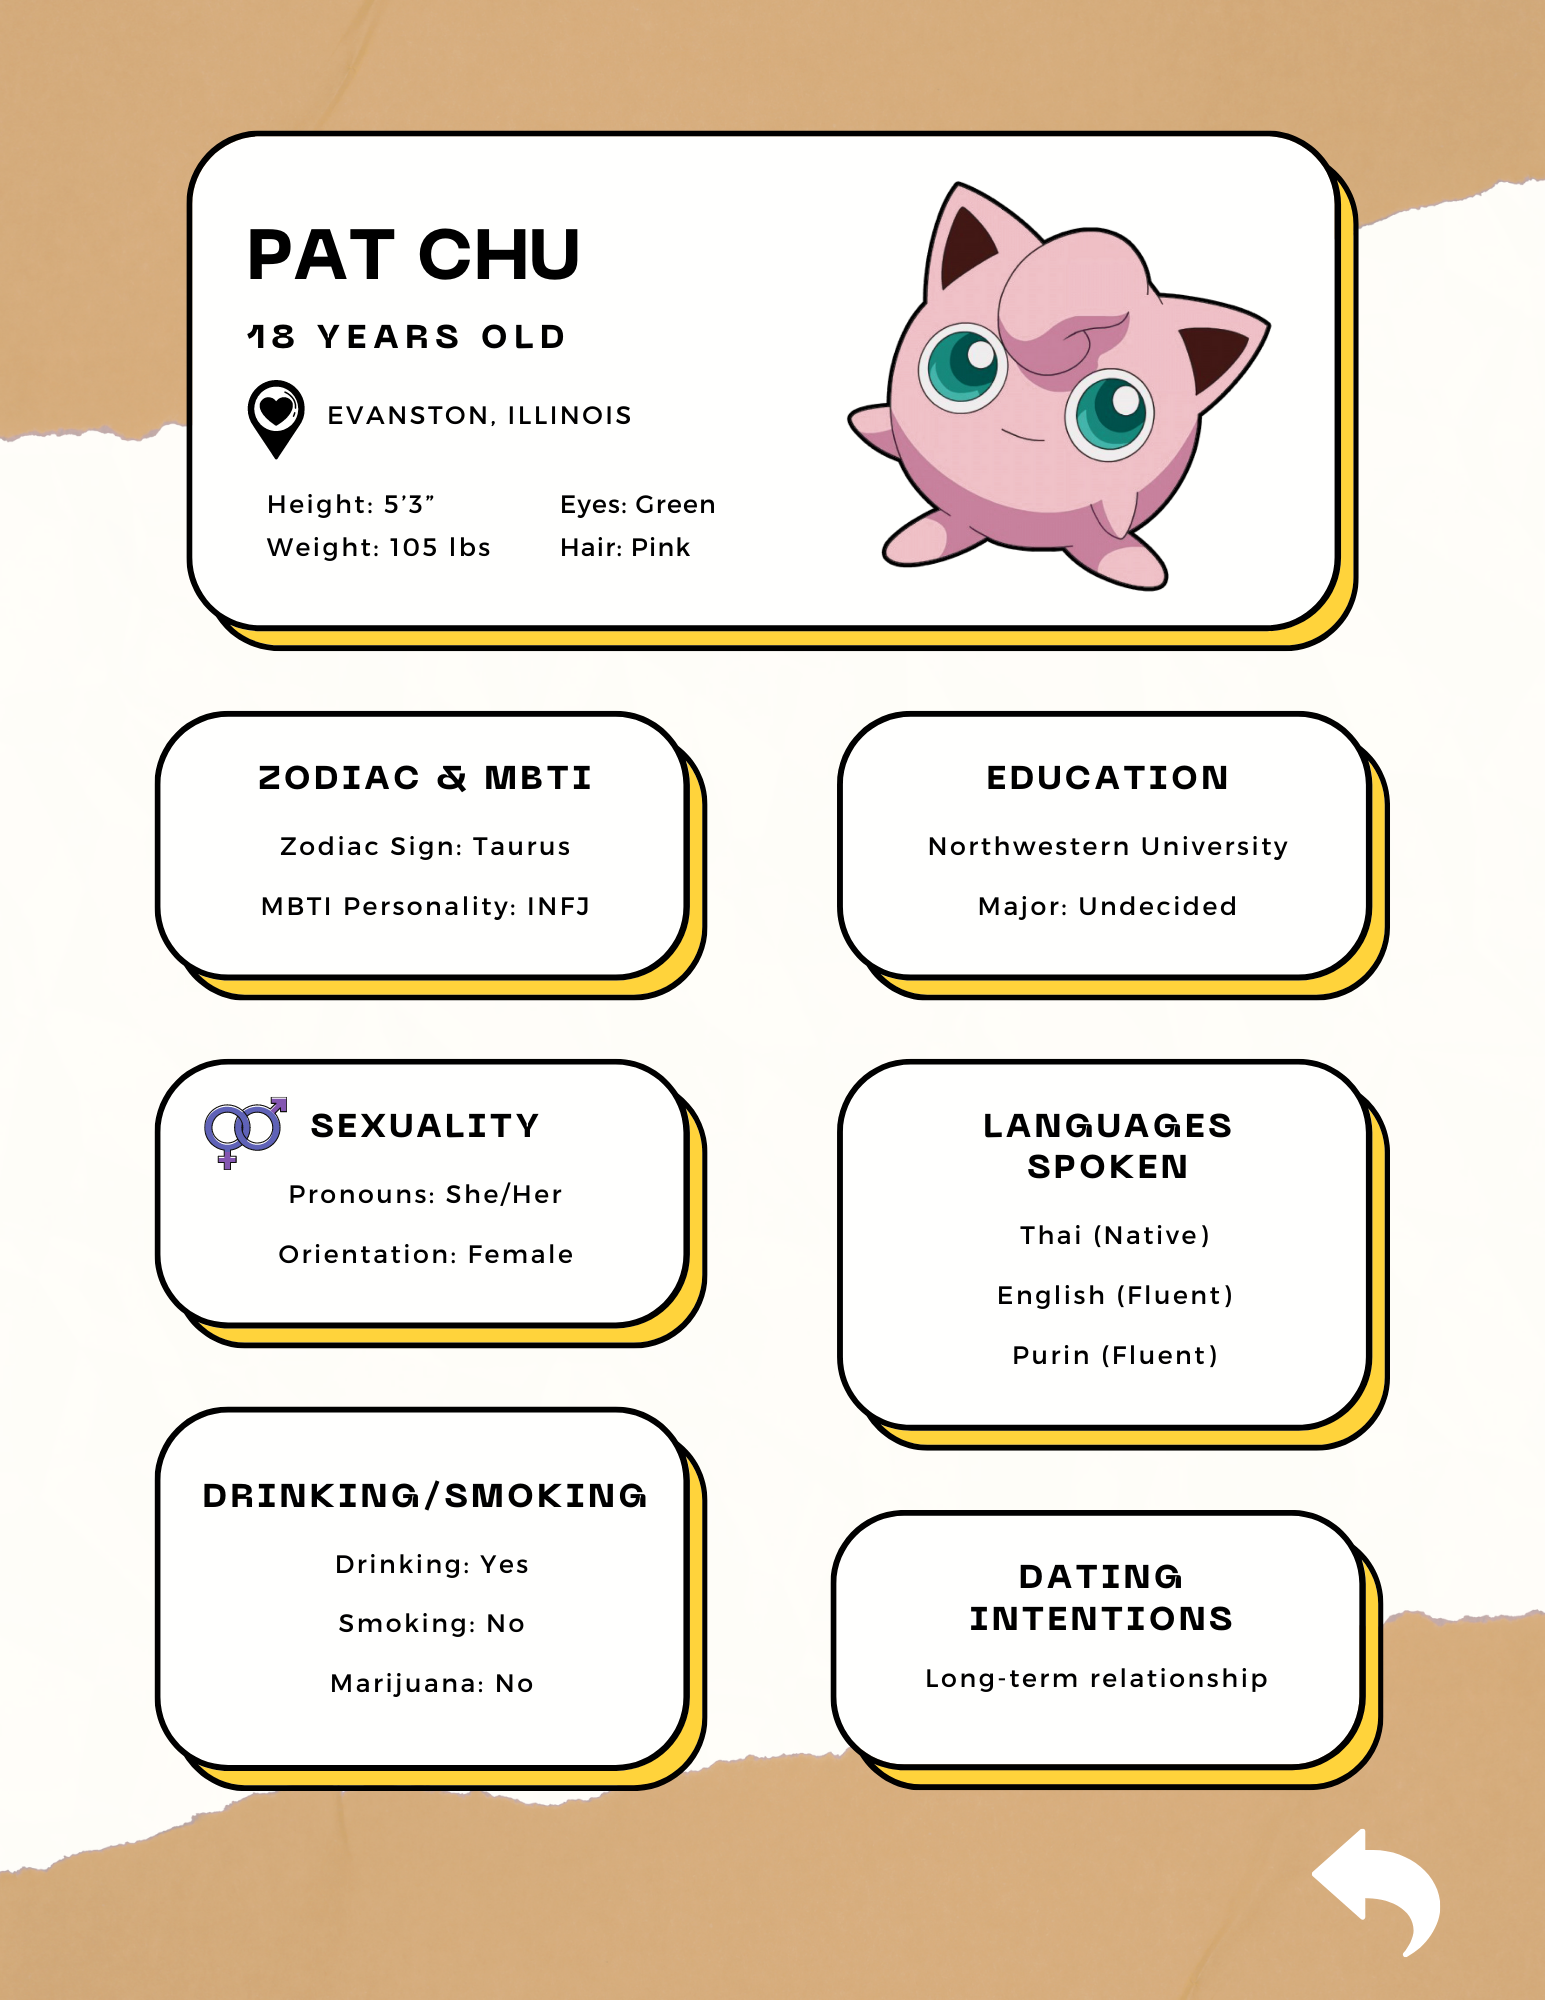 PAT CHU
18 YEARS OLD
EVANSTON, ILLINOIS
Height: 5’3”
Eyes: Green
Weight: 105 lbs
Hair: Pink
ZODIAC & MBTI
Zodiac Sign: Taurus
MBTI Personality: INFJ
EDUCATION
Northwestern University
Major: Undecided
SEXUALITY
Pronouns: She/Her
Orientation: Female
LANGUAGES
SPOKEN
Thai (Native)
English (Fluent)
Purin (Fluent)
DRINKING/SMOKING
Drinking: Yes
Smoking: No
Marijuana: No
DATING
INTENTIONS
Long-term relationship